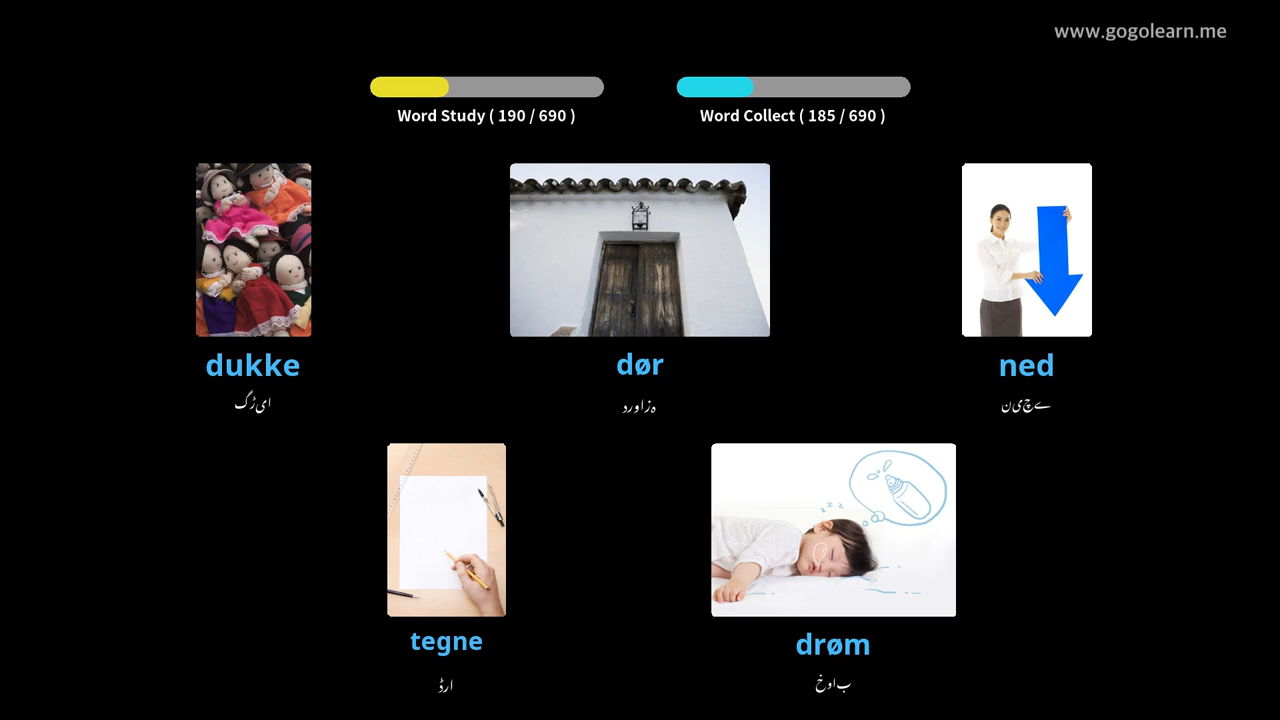 www.gogolearn.me
Word Study ( 190 / 690 )
Word Collect ( 185 / 690 )
dukke
ایڑگ
dør
ہزاورد
ned
ےچین
tegne
ارڈ
drøm
باوخ